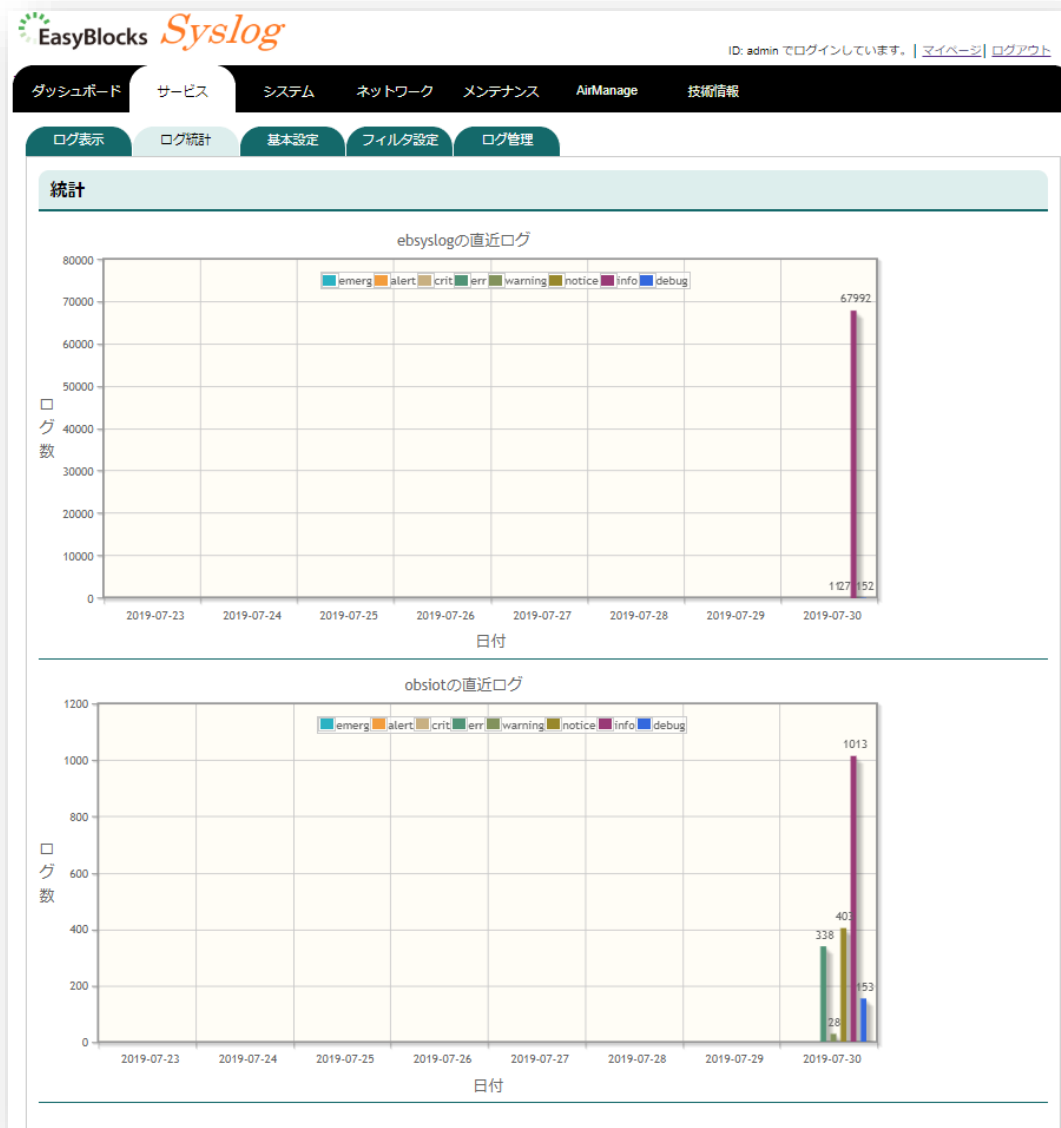 EasyBlocks Syslog
ID: admin でログインしています。 | マイページ | ログアウト
ダッシュボード サービス システム ネットワーク メンテナンス AirManage 技術情報
ログ表示 ログ統計 基本設定 フィルタ設定 ログ管理
統計
ebsyslogの直近ログ
emerg alert crit err warning notice info debug
80000
70000
60000
50000
40000
30000
20000
10000
0
ログ数
67992
152
2019-07-23 2019-07-24 2019-07-25 2019-07-26 2019-07-27 2019-07-28 2019-07-29 2019-07-30
日付
obsiotの直近ログ
emerg alert crit err warning notice info debug
1200
1000
800
600
400
200
0
ログ数
1013
403
338
153
28
2019-07-23 2019-07-24 2019-07-25 2019-07-26 2019-07-27 2019-07-28 2019-07-29 2019-07-30
日付